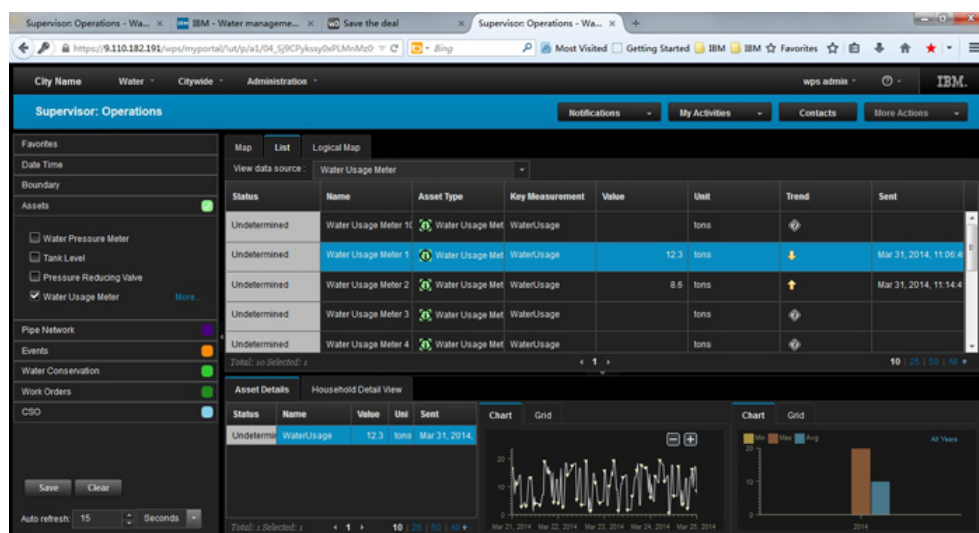 Supervisor: Operations - Wa... × IBM - Water manageme... × Save the deal × Supervisor: Operations - Wa... × +
https://9.110.182.191/wps/myportal/!ut/p/a1/ Bing Most Visited Getting Started IBM IBM Favorites
City Name Water Citywide Administration wps admin IBM.
Supervisor: Operations Notifications My Activities Contacts More Actions
Favorites
Date Time
Boundary
Assets
Water Pressure Meter
Tank Level
Pressure Reducing Valve
Water Usage Meter More...
Pipe Network
Events
Water Conservation
Work Orders
CSO
Save Clear
Auto refresh: 15 Seconds
Map List Logical Map
View data source : Water Usage Meter
Status Name Asset Type Key Measurement Value Unit Trend Sent
Undetermined Water Usage Meter 10 Water Usage Met WaterUsage tons
Undetermined Water Usage Meter 1 Water Usage Met WaterUsage 12.3 tons Mar 31, 2014, 11:06:4
Undetermined Water Usage Meter 2 Water Usage Met WaterUsage 8.6 tons Mar 31, 2014, 11:14:4
Undetermined Water Usage Meter 3 Water Usage Met WaterUsage tons
Undetermined Water Usage Meter 4 Water Usage Met WaterUsage tons
Total: 10 Selected: 1 1 10 | 25 | 50 | All
Asset Details Household Detail View
Status Name Value Uni Sent
Undetermin WaterUsage 12.3 tons Mar 31, 2014,
Total: 1 Selected: 1 1 10 | 25 | 50 | All
Chart Grid
20
10
0
Mar 21, 2014 Mar 22, 2014 Mar 23, 2014 Mar 24, 2014 Mar 25, 2014
Chart Grid
Min Max Avg All Years
20
10
0
2014